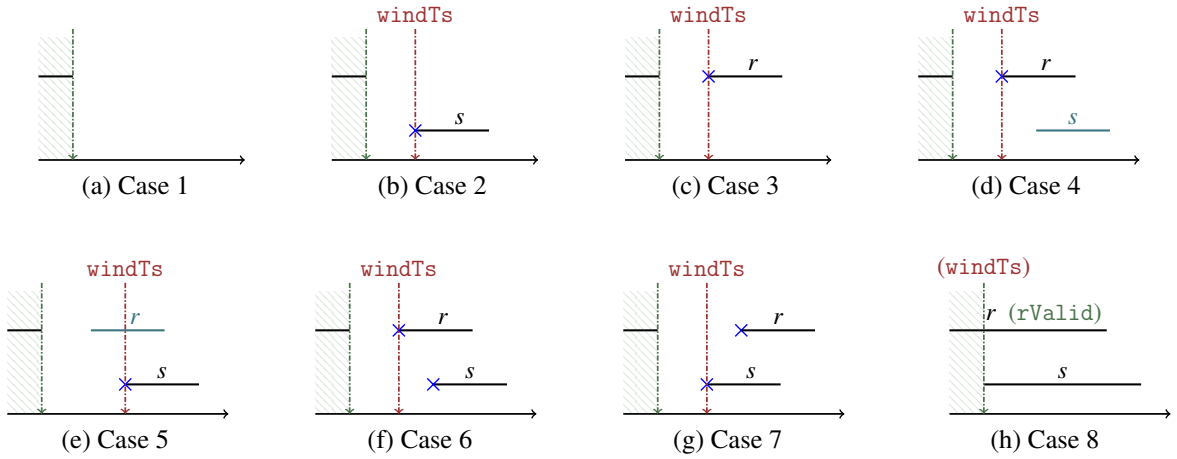 windTs windTs windTs
s r r s
(a) Case 1 (b) Case 2 (c) Case 3 (d) Case 4
windTs windTs windTs (windTs)
r s r s r s r (rValid) s
(e) Case 5 (f) Case 6 (g) Case 7 (h) Case 8